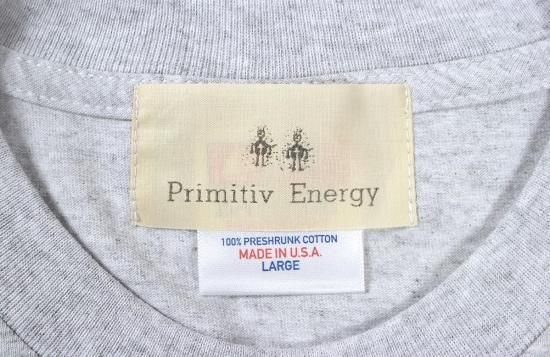 Primitiv Energy
100% PRESHRUNK COTTON
MADE IN U.S.A.
LARGE